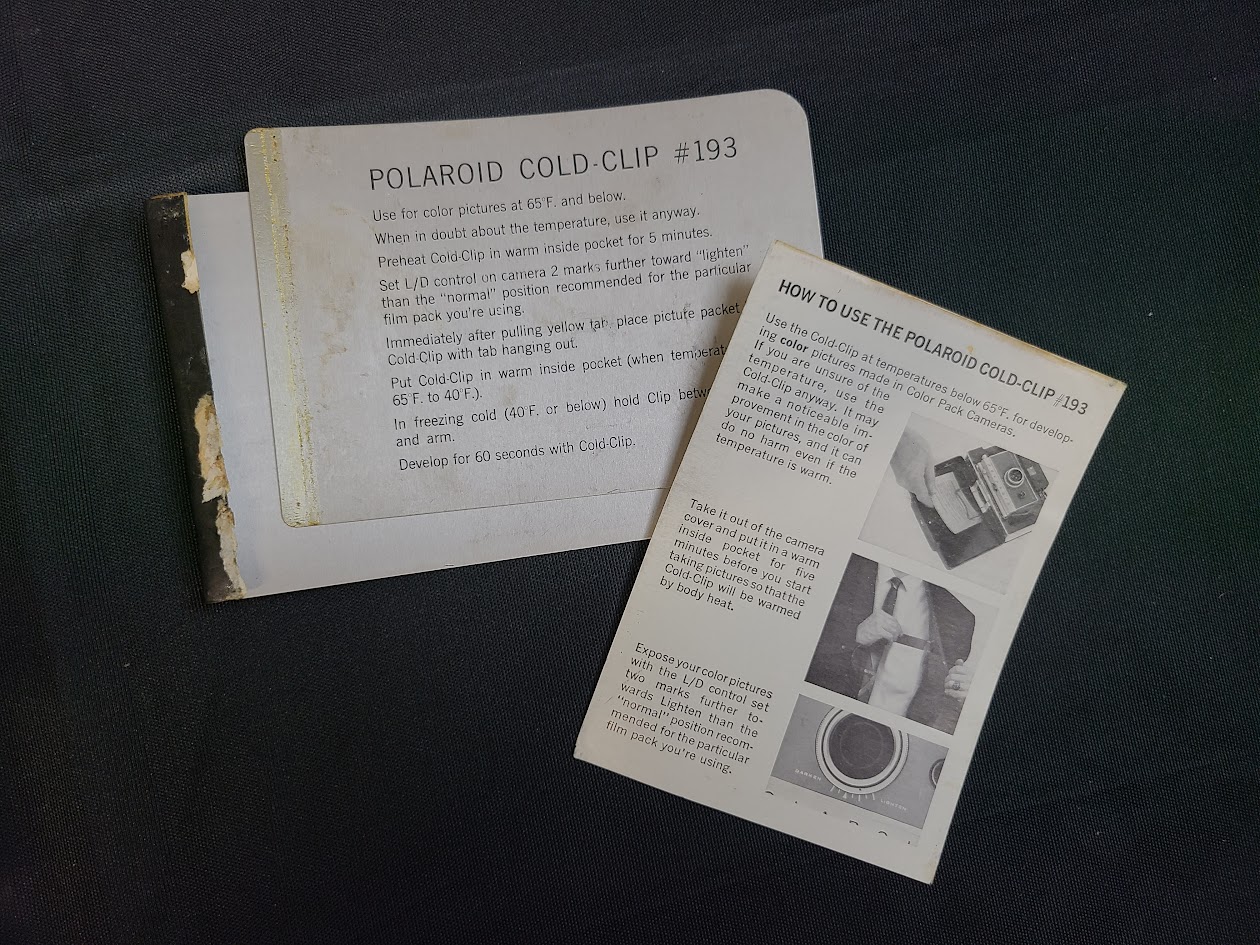 POLAROID COLD-CLIP #193
Use for color pictures at 65°F. and below.
When in doubt about the temperature, use it anyway.
Preheat Cold-Clip in warm inside pocket for 5 minutes.
Set L/D control on camera 2 marks further toward "lighten"
than the "normal" position recommended for the particular
film pack you're using.
Immediately after pulling yellow tab, place picture packet
Cold-Clip with tab hanging out.
Put Cold-Clip in warm inside pocket (when
65°F. to 40°F.).
In freezing cold (40°F. or below) hold Clip
and arm.
Develop for 60 seconds with Cold-Clip.
HOW TO USE THE POLAROID COLD-CLIP #193
Use the Cold-Clip at temperatures below 65°F. for develop-
ing color pictures made in Color Pack Cameras.
If you are unsure of the
temperature, use the
Cold-Clip anyway. It may
make a noticeable im-
provement in the color of
your pictures, and it can
do no harm even if the
temperature is warm.
Take it out of the camera
cover and put it in a warm
inside pocket for five
minutes before you start
taking pictures so that the
Cold-Clip will be warmed
by body heat.
Expose your color pictures
with the L/D control set
two marks further to-
wards Lighten than the
"normal" position recom-
mended for the particular
film pack you're using.
DARKEN
LIGHTEN